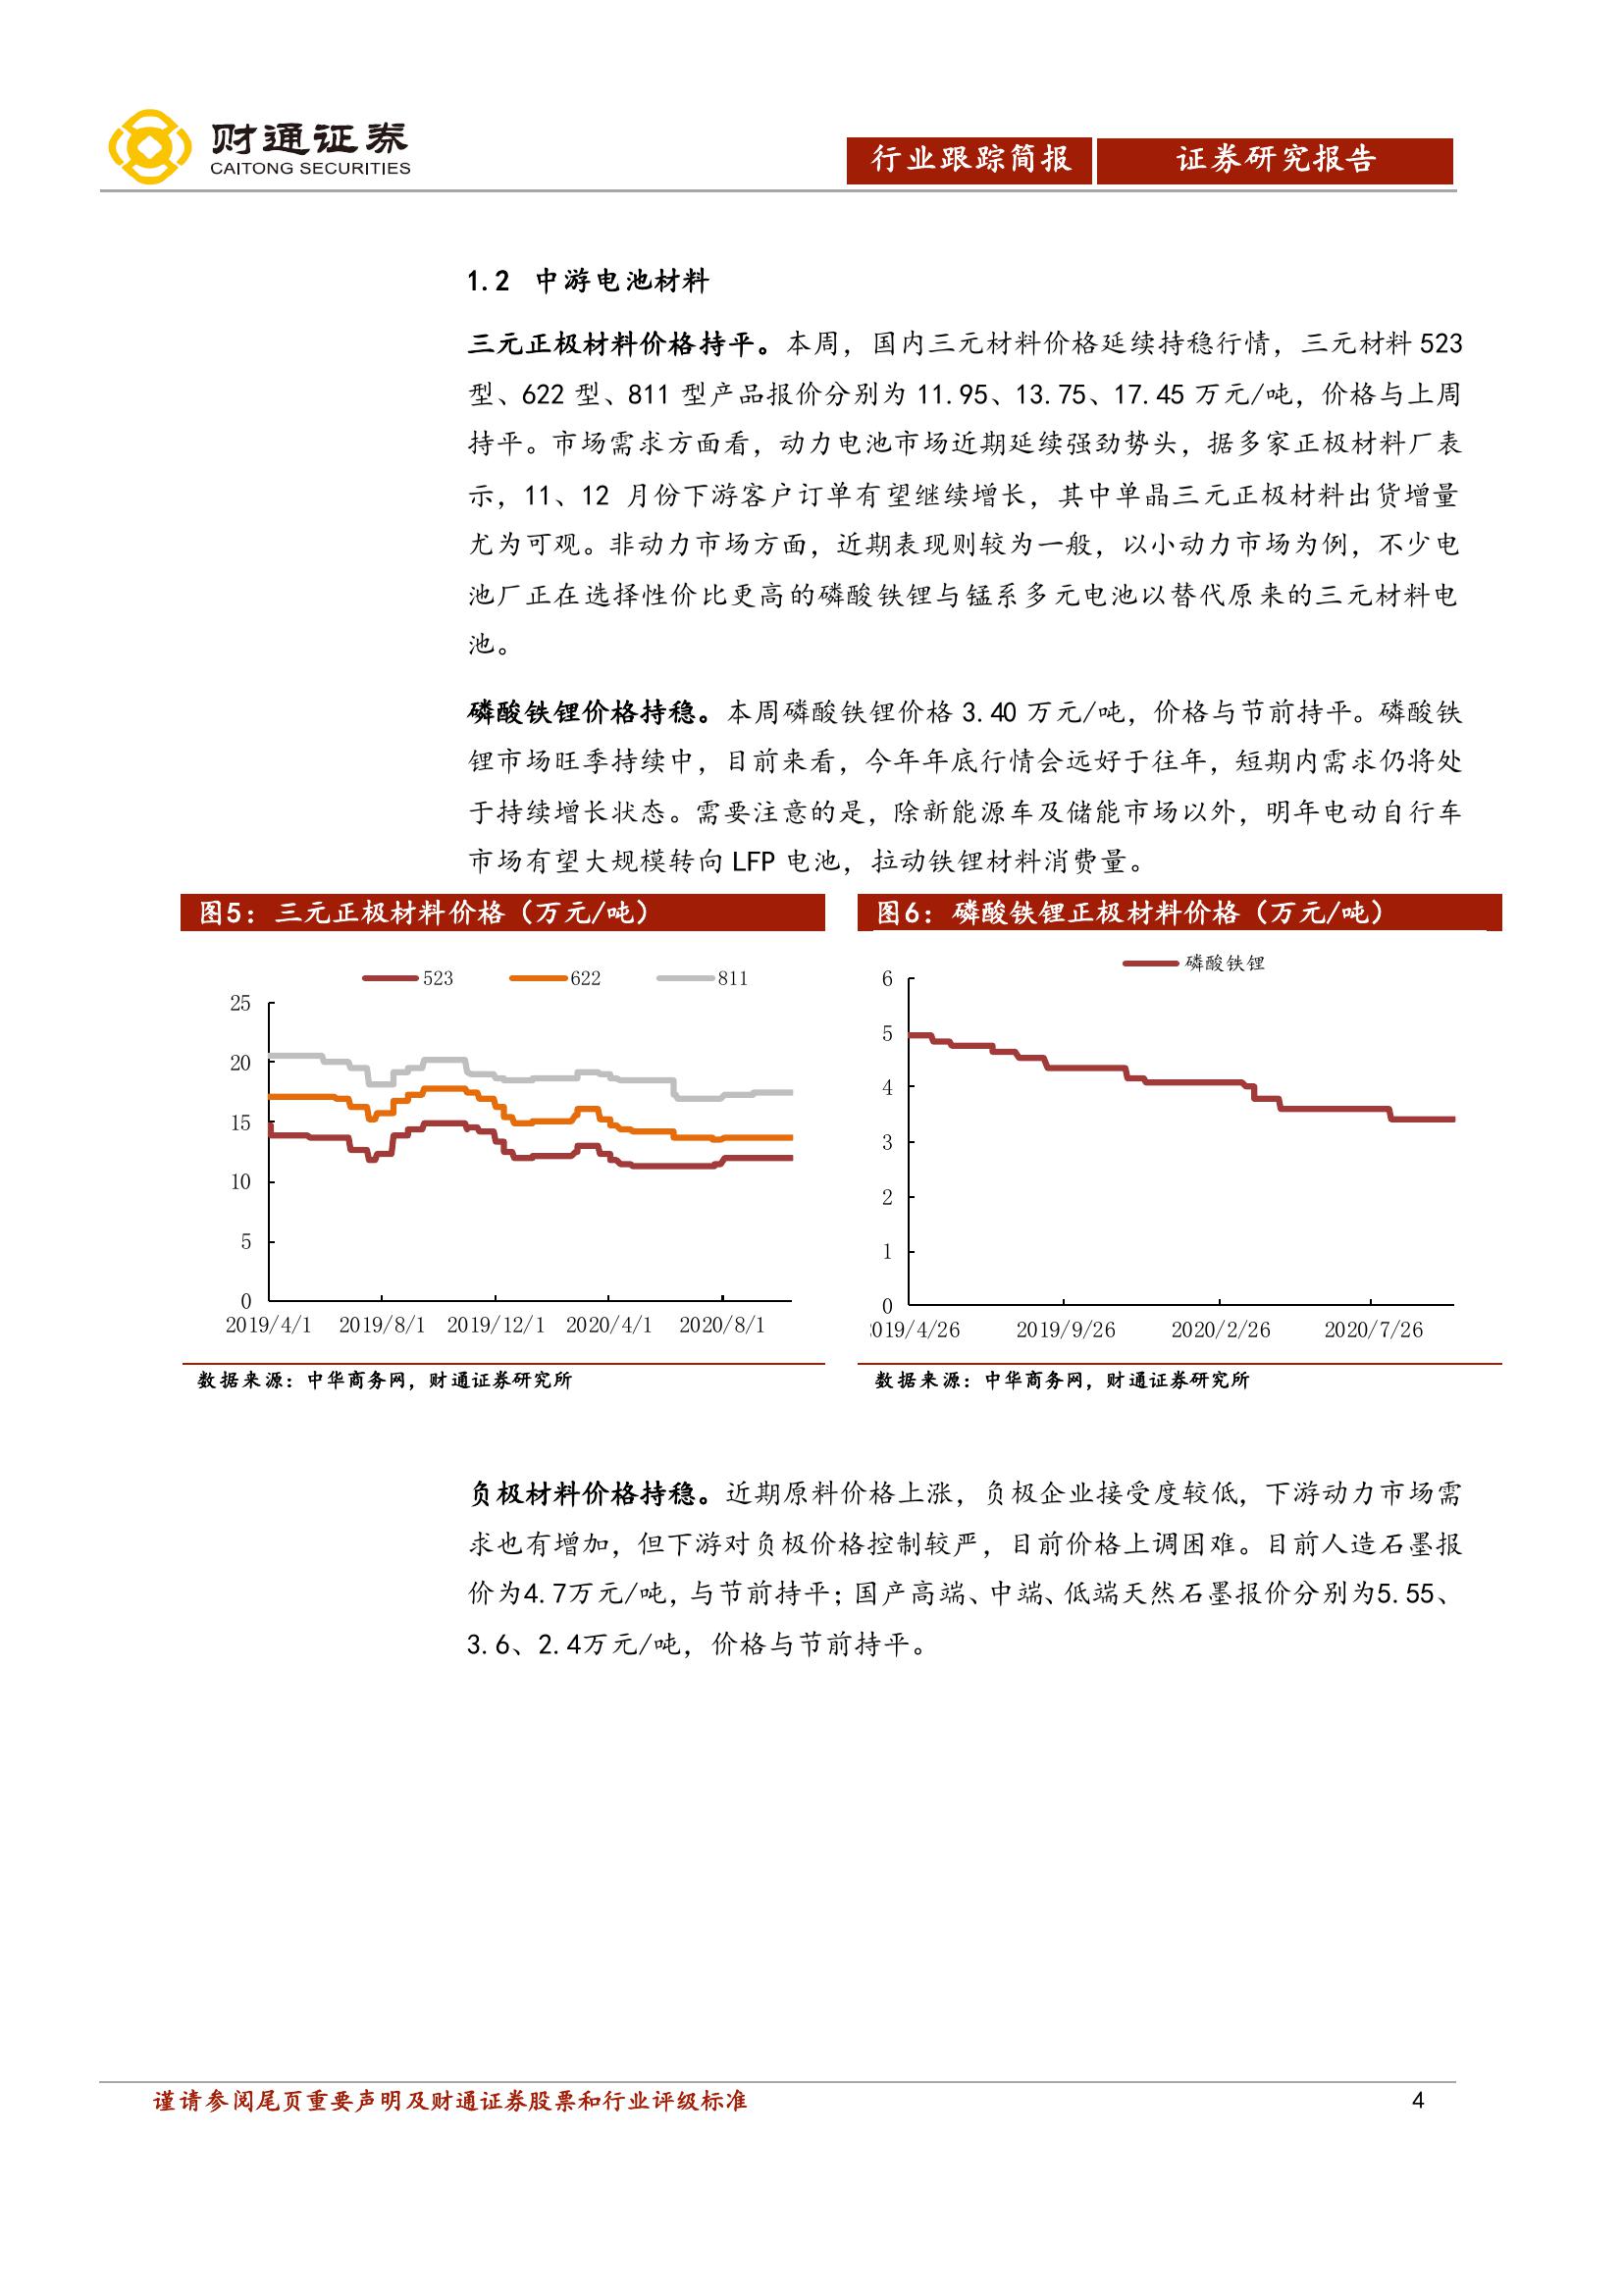 财通证券
CAITONG SECURITIES
行业跟踪简报
证券研究报告
1.2 中游电池材料
三元正极材料价格持平。本周，国内三元材料价格延续持稳行情，三元材料 523
型、622 型、811 型产品报价分别为 11.95、13.75、17.45 万元/吨，价格与上周
持平。市场需求方面看，动力电池市场近期延续强劲势头，据多家正极材料厂表
示，11、12 月份下游客户订单有望继续增长，其中单晶三元正极材料出货增量
尤为可观。非动力市场方面，近期表现则较为一般，以小动力市场为例，不少电
池厂正在选择性价比更高的磷酸铁锂与锰系多元电池以替代原来的三元材料电
池。
磷酸铁锂价格持稳。本周磷酸铁锂价格 3.40 万元/吨，价格与节前持平。磷酸铁
锂市场旺季持续中，目前来看，今年年底行情会远好于往年，短期内需求仍将处
于持续增长状态。需要注意的是，除新能源车及储能市场以外，明年电动自行车
市场有望大规模转向 LFP 电池，拉动铁锂材料消费量。
图5：三元正极材料价格（万元/吨）
523 622 811
25
20
15
10
5
0
2019/4/1 2019/8/1 2019/12/1 2020/4/1 2020/8/1
数据来源：中华商务网，财通证券研究所
图6：磷酸铁锂正极材料价格（万元/吨）
磷酸铁锂
6
5
4
3
2
1
0
019/4/26 2019/9/26 2020/2/26 2020/7/26
数据来源：中华商务网，财通证券研究所
负极材料价格持稳。近期原料价格上涨，负极企业接受度较低，下游动力市场需
求也有增加，但下游对负极价格控制较严，目前价格上调困难。目前人造石墨报
价为4.7万元/吨，与节前持平；国产高端、中端、低端天然石墨报价分别为5.55、
3.6、2.4万元/吨，价格与节前持平。
谨请参阅尾页重要声明及财通证券股票和行业评级标准
4